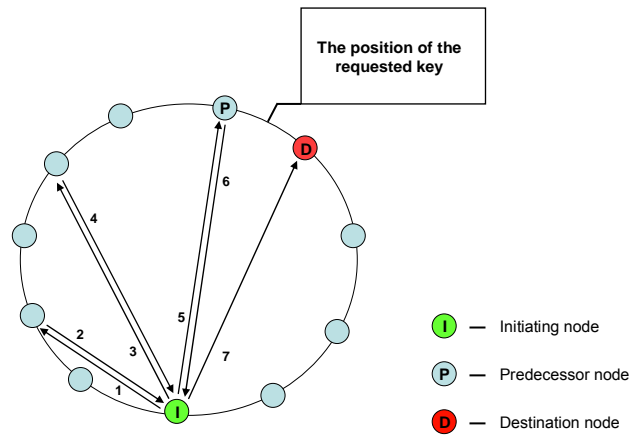 The position of the
requested key
P
D
6
4
5
2
3
7
1
I
I — Initiating node
P — Predecessor node
D — Destination node